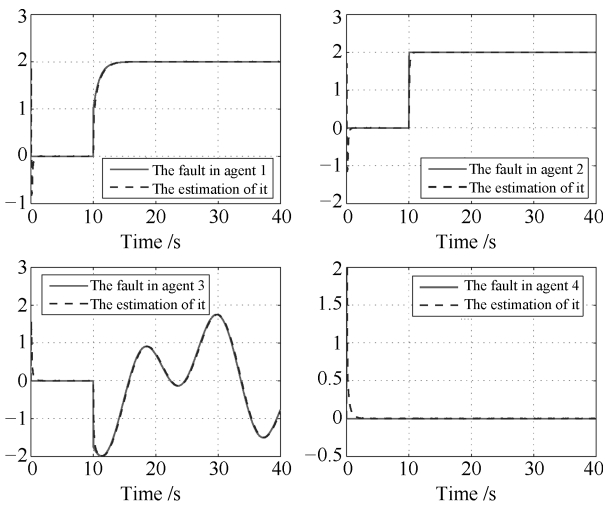 3
2
1
0
−1
The fault in agent 1
The estimation of it
0 10 20 30 40
Time /s
3
2
1
0
−1
−2
The fault in agent 2
The estimation of it
0 10 20 30 40
Time /s
3
2
1
0
−1
−2
The fault in agent 3
The estimation of it
0 10 20 30 40
Time /s
2
1.5
1
0.5
0
−0.5
The fault in agent 4
The estimation of it
0 10 20 30 40
Time /s